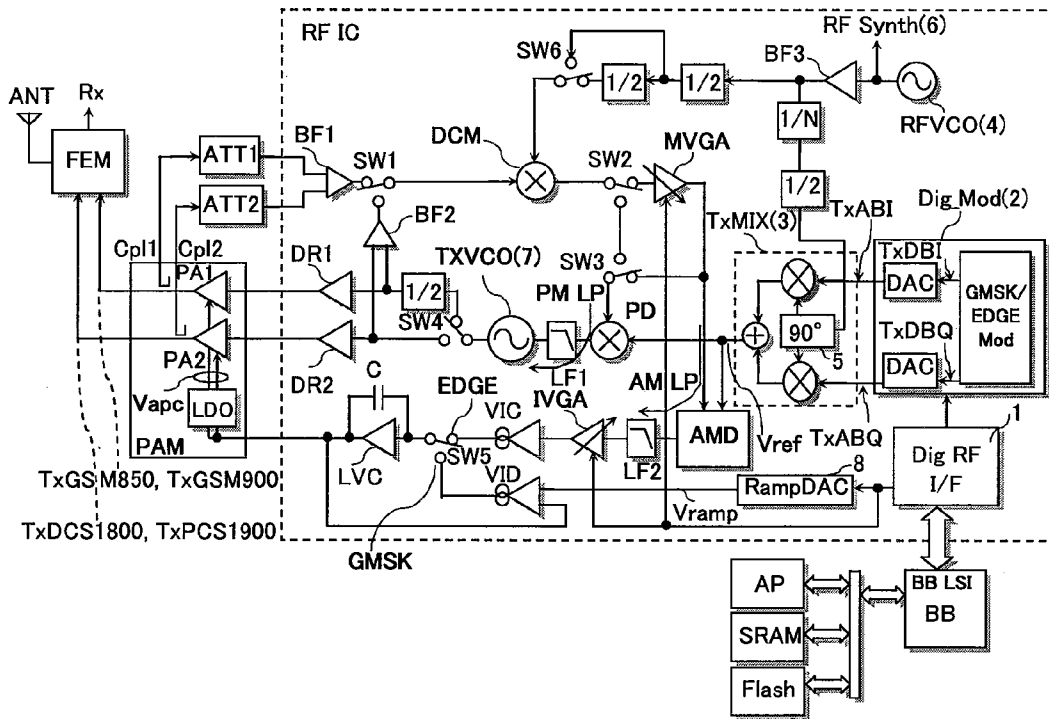 RF IC
RF Synth(6)
SW6
BF3
1/2
1/2
RFVCO(4)
ANT
Rx
FEM
ATT1
ATT2
BF1
SW1
DCM
SW2
MVGA
1/N
1/2
TxABI
Dig Mod(2)
BF2
TxMIX(3)
TxDBI
Cpl1
Cpl2
PA1
DR1
TXVCO(7)
SW3
DAC
GMSK/
EDGE
Mod
1/2
PM LP
PD
90°
5
TxDBQ
SW4
DAC
PA2
DR2
C
LF1
EDGE
IVGA
AM LP
Vapc
LDO
VIC
AMD
Vref
TxABQ
1
PAM
LVC
SW5
LF2
8
Dig RF
I/F
VID
RampDAC
TxGSM850, TxGSM900
Vramp
TxDCS1800, TxPCS1900
GMSK
AP
BB LSI
BB
SRAM
Flash